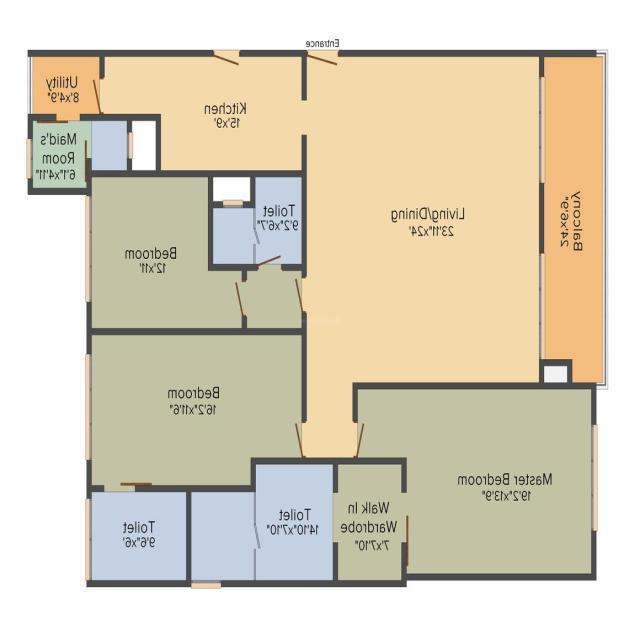 Entrance
Utility
8'x4'9"
Kitchen
15'x9'
Maid's
Room
6'1"x4'11"
Toilet
9'2"x6'7"
Bedroom
12'x11'
Living/Dining
23'11"x24'
Balcony
24'x6'9"
Bedroom
16'2"x11'6"
Master Bedroom
19'2"x13'9"
Walk In
Wardrobe
7'x7'10"
Toilet
14'10"x7'10"
Toilet
9'6"x6'